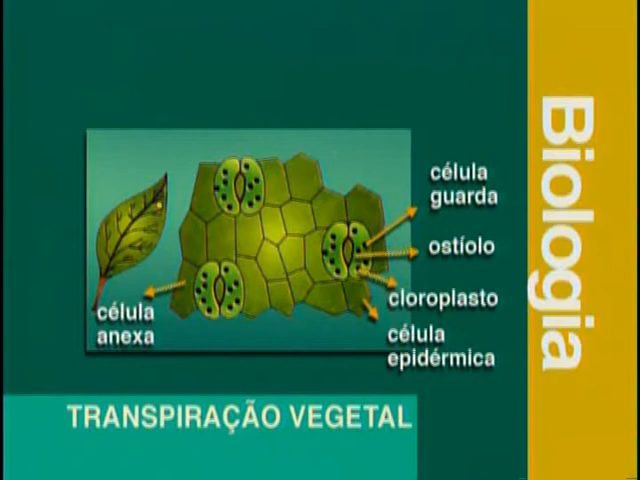 célula
guarda
ostíolo
cloroplasto
célula
anexa
célula
epidérmica
TRANSPIRAÇÃO VEGETAL
Biologia